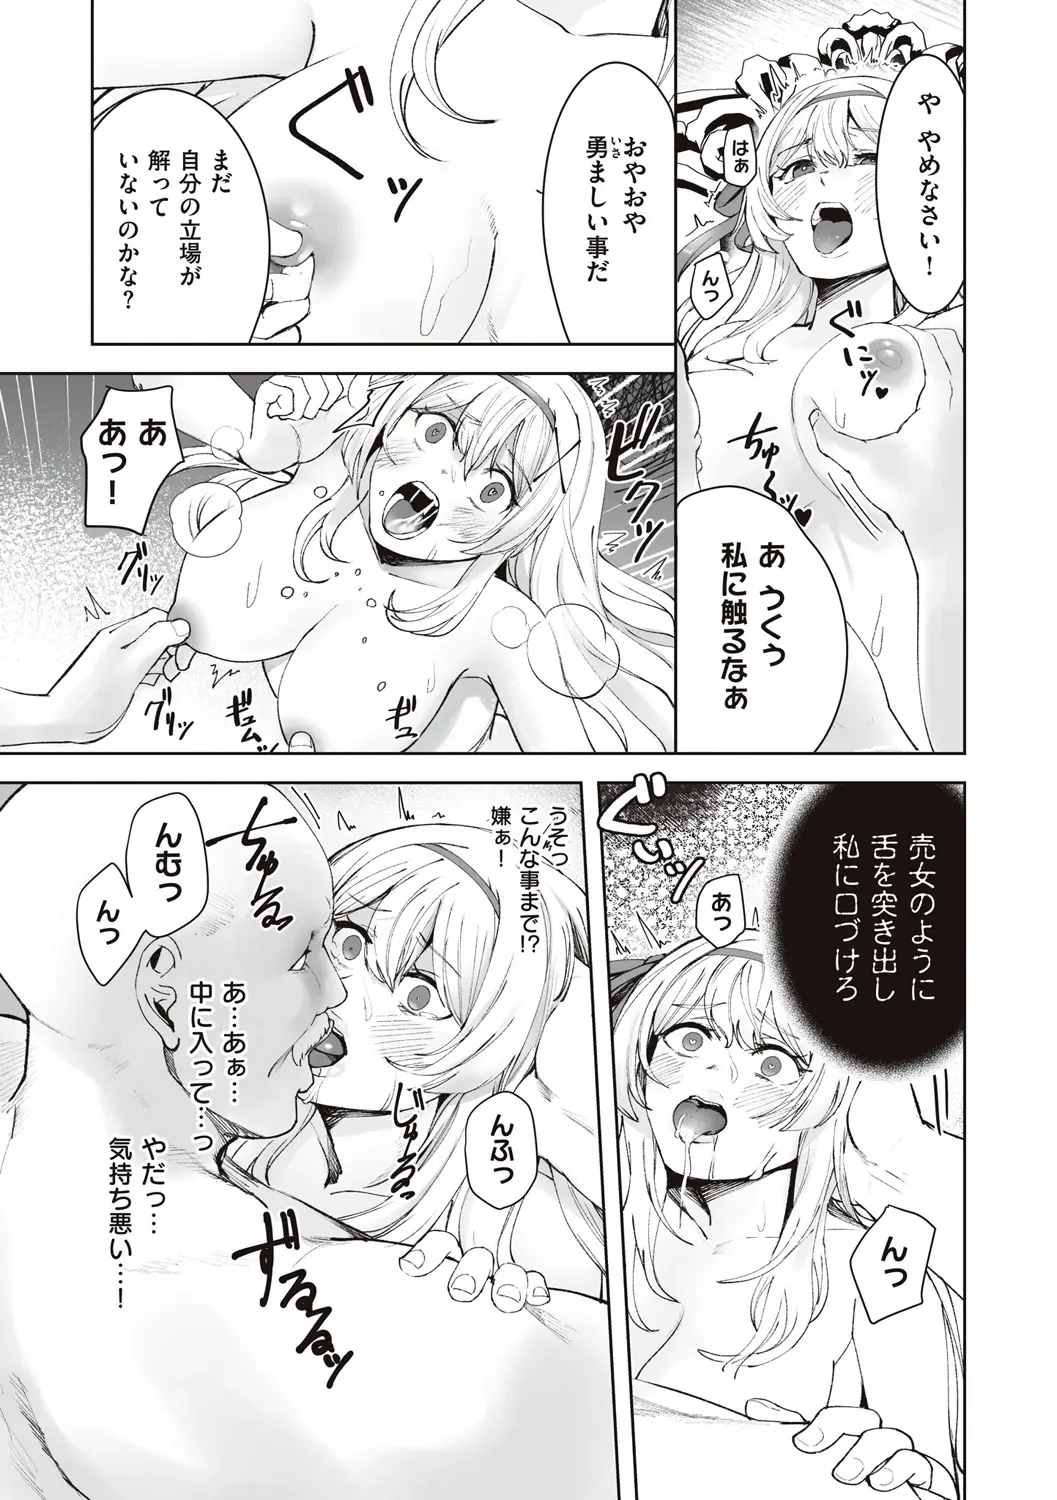 や やめなさい！
はぁ
んっ
ぐにッ♥
ちゅ～ッ♥
あ うくぅ
私に触るなぁ
おやおや
勇ましい事だ
いさ
ぐッ
まだ
自分の立場が
解って
いないのかな？
ビクッ
あ
あっ！
グリッ
グリッ
ギュムッ
ギュッ
売女のように
舌を突き出し
私に口づけろ
ぐいっ
あっ
んっ
うそっ
こんな事まで!?
嫌ぁ！
ちゅるっ
んむっ
んっ
あ…あぁ…
中に入って…っ
ぢゅるるっ
んふっ
やだっ…
気持ち悪い…！
ずるるるッ